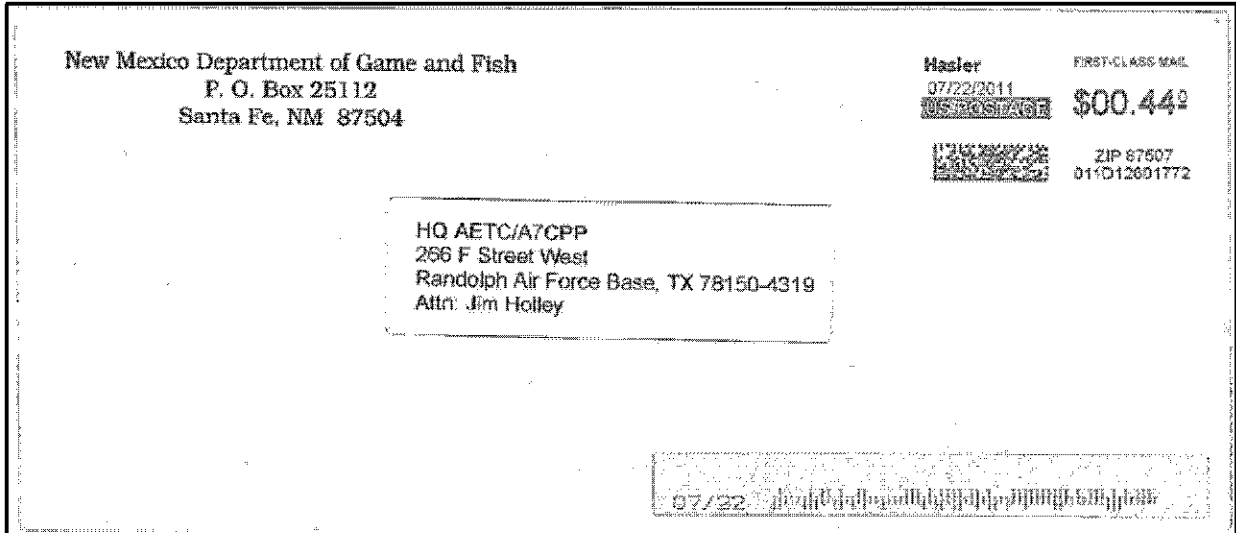 New Mexico Department of Game and Fish
P. O. Box 25112
Santa Fe, NM 87504
Hasler
FIRST-CLASS MAIL
07/22/2011
US POSTAGE
$00.44⁰
ZIP 87507
011D12601772
HQ AETC/A7CPP
266 F Street West
Randolph Air Force Base, TX 78150-4319
Attn: Jim Holley
07/22